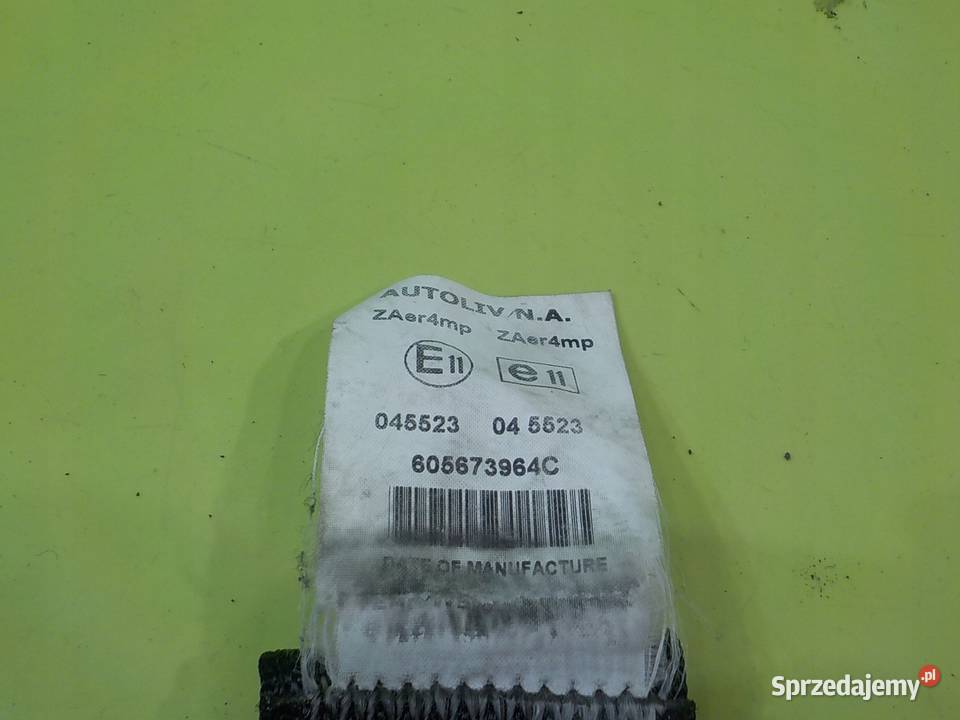 AUTOLIV N.A.
ZAer4mp ZAer4mp
E11 e11
045523 04 5523
605673964C
DATE OF MANUFACTURE
Sprzedajemy.pl